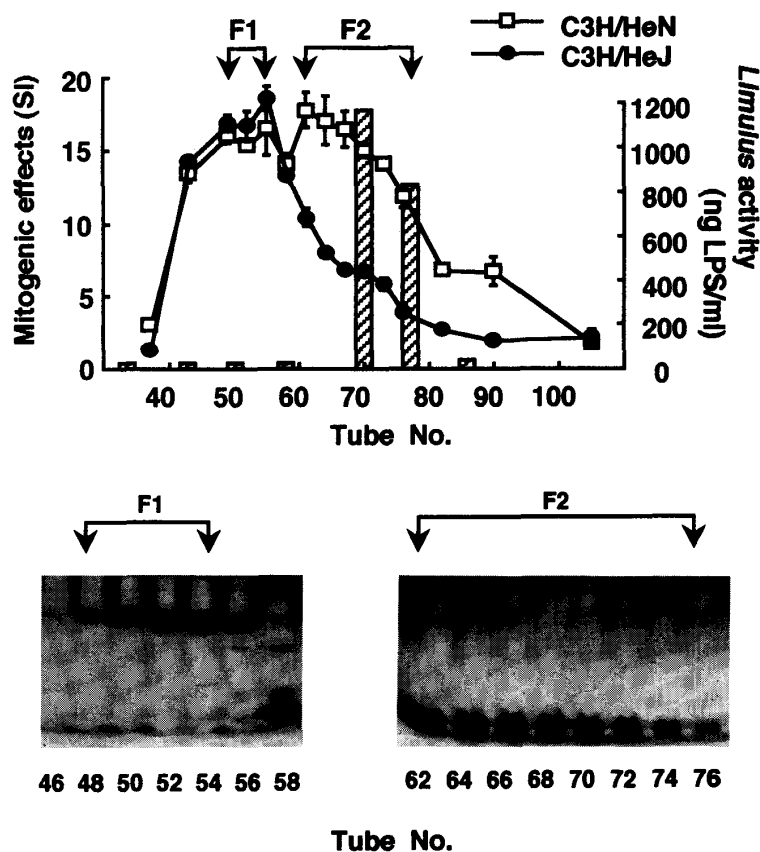 F1
F2
C3H/HeN
C3H/HeJ
Mitogenic effects (SI)
20
15
10
5
0
Limulus activity
(ng LPS/ml)
1200
1000
800
600
400
200
0
40 50 60 70 80 90 100
Tube No.
F1
F2
46 48 50 52 54 56 58
62 64 66 68 70 72 74 76
Tube No.